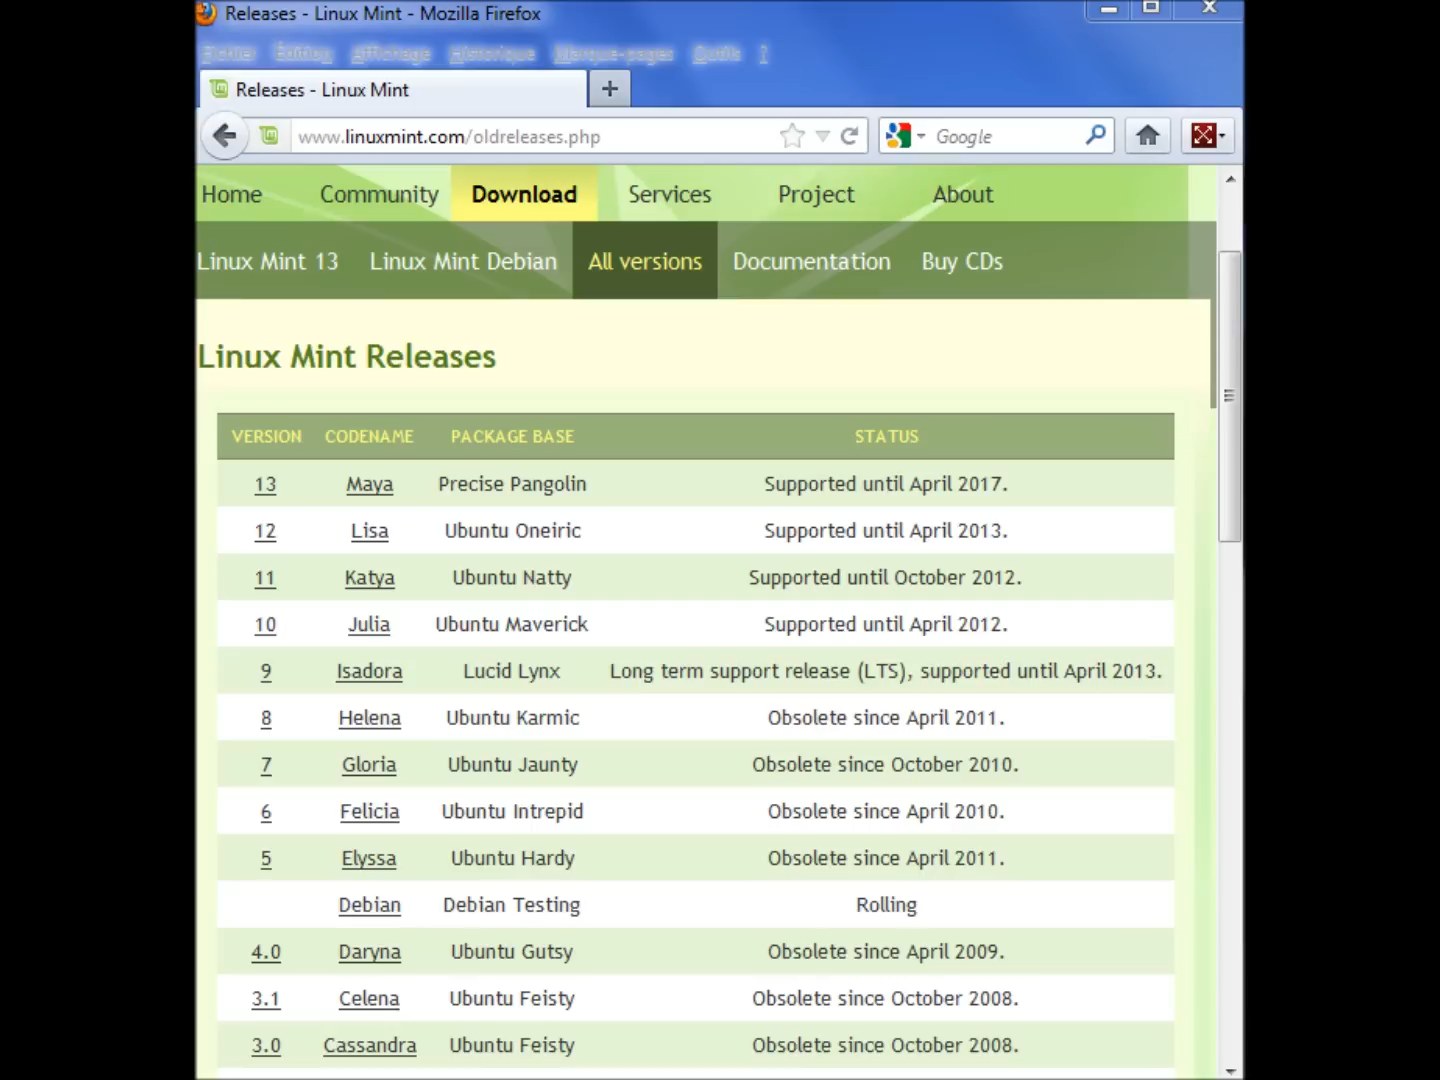 Releases - Linux Mint - Mozilla Firefox
Fichier Édition Affichage Historique Marque-pages Outils ?
Releases - Linux Mint
www.linuxmint.com/oldreleases.php Google
Home Community Download Services Project About
Linux Mint 13 Linux Mint Debian All versions Documentation Buy CDs
Linux Mint Releases
VERSION CODENAME PACKAGE BASE STATUS
13 Maya Precise Pangolin Supported until April 2017.
12 Lisa Ubuntu Oneiric Supported until April 2013.
11 Katya Ubuntu Natty Supported until October 2012.
10 Julia Ubuntu Maverick Supported until April 2012.
9 Isadora Lucid Lynx Long term support release (LTS), supported until April 2013.
8 Helena Ubuntu Karmic Obsolete since April 2011.
7 Gloria Ubuntu Jaunty Obsolete since October 2010.
6 Felicia Ubuntu Intrepid Obsolete since April 2010.
5 Elyssa Ubuntu Hardy Obsolete since April 2011.
Debian Debian Testing Rolling
4.0 Daryna Ubuntu Gutsy Obsolete since April 2009.
3.1 Celena Ubuntu Feisty Obsolete since October 2008.
3.0 Cassandra Ubuntu Feisty Obsolete since October 2008.